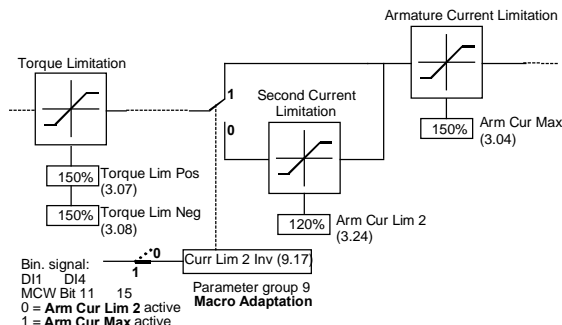 Armature Current Limitation
Torque Limitation
1
Second Current
Limitation
0
150%
Arm Cur Max
(3.04)
150%
Torque Lim Pos
(3.07)
150%
Torque Lim Neg
(3.08)
120%
Arm Cur Lim 2
(3.24)
0
1
Curr Lim 2 Inv (9.17)
Parameter group 9
Macro Adaptation
Bin. signal:
DI1 DI4
MCW Bit 11 15
0 = Arm Cur Lim 2 active
1 = Arm Cur Max active